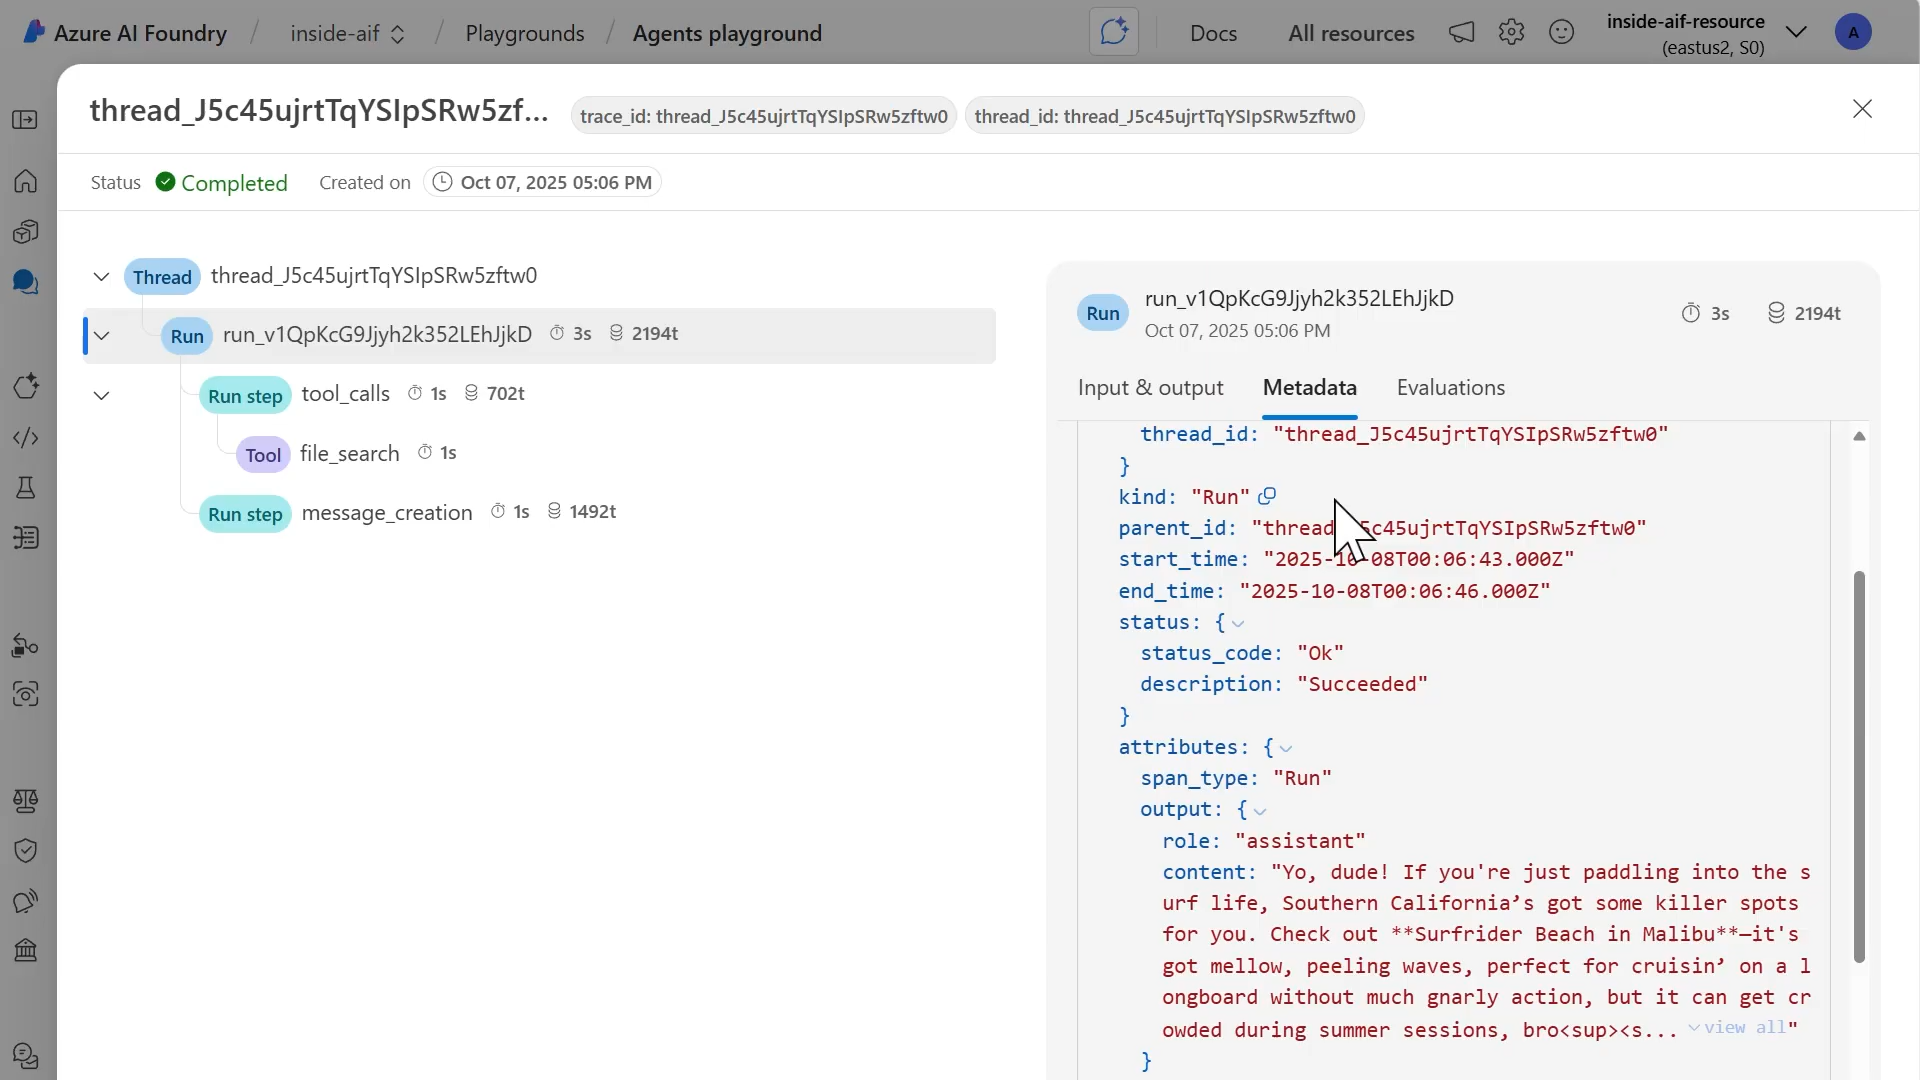 Azure AI Foundry / inside-aif / Playgrounds / Agents playground Docs All resources inside-aif-resource (eastus2, S0) A
thread_J5c45ujrtTqYSIpSRw5zf... trace_id: thread_J5c45ujrtTqYSIpSRw5zftw0 thread_id: thread_J5c45ujrtTqYSIpSRw5zftw0
Status Completed Created on Oct 07, 2025 05:06 PM
Thread thread_J5c45ujrtTqYSIpSRw5zftw0
Run run_v1QpKcG9Jjyh2k352LEhJjkD 3s 2194t
Run step tool_calls 1s 702t
Tool file_search 1s
Run step message_creation 1s 1492t
Run run_v1QpKcG9Jjyh2k352LEhJjkD 3s 2194t
Oct 07, 2025 05:06 PM
Input & output Metadata Evaluations
thread_id: "thread_J5c45ujrtTqYSIpSRw5zftw0"
}
kind: "Run"
parent_id: "thread_J5c45ujrtTqYSIpSRw5zftw0"
start_time: "2025-10-08T00:06:43.000Z"
end_time: "2025-10-08T00:06:46.000Z"
status: {
status_code: "Ok"
description: "Succeeded"
}
attributes: {
span_type: "Run"
output: {
role: "assistant"
content: "Yo, dude! If you're just paddling into the s
urf life, Southern California’s got some killer spots
for you. Check out **Surfrider Beach in Malibu**—it's
got mellow, peeling waves, perfect for cruisin’ on a l
ongboard without much gnarly action, but it can get cr
owded during summer sessions, bro<sup><s... view all"
}